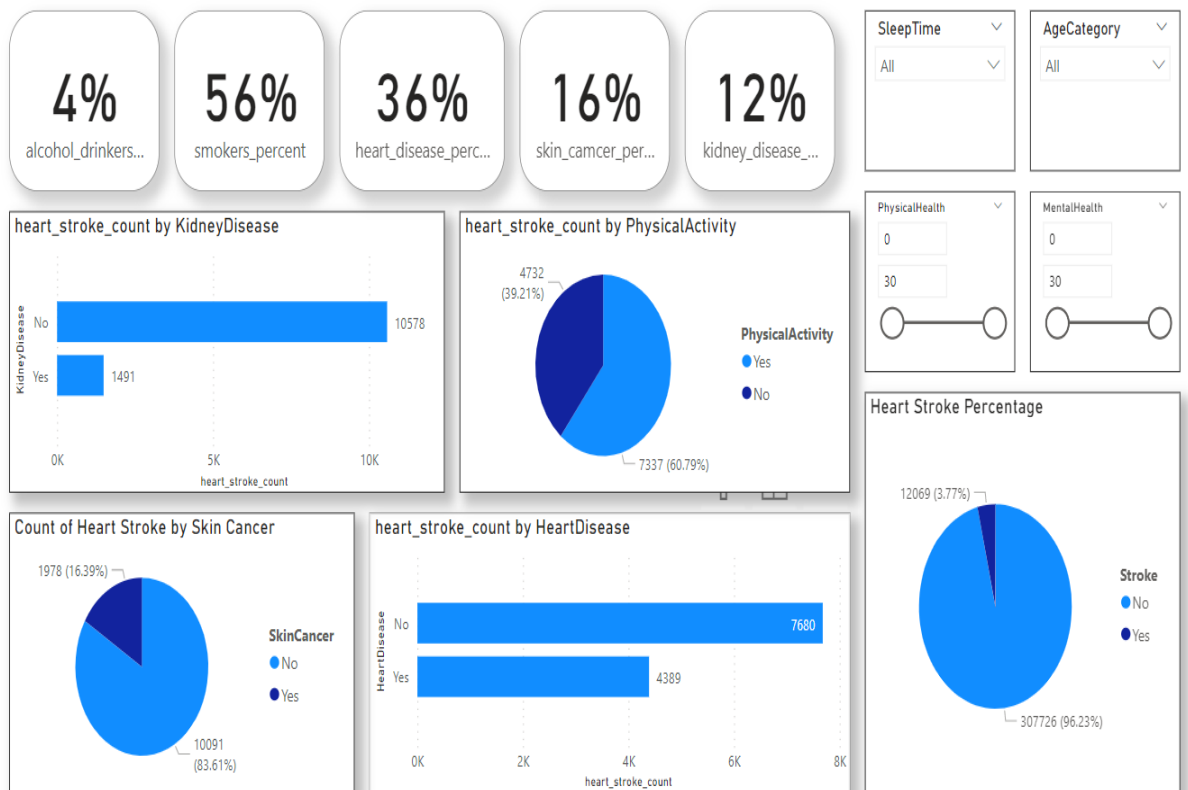 4%
alcohol_drinkers...
56%
smokers_percent
36%
heart_disease_perc...
16%
skin_camcer_per...
12%
kidney_disease_...
SleepTime
All
AgeCategory
All
PhysicalHealth
0
30
MentalHealth
0
30
heart_stroke_count by KidneyDisease
KidneyDisease
No
10578
Yes
1491
0K
5K
10K
heart_stroke_count
heart_stroke_count by PhysicalActivity
4732
(39.21%)
7337 (60.79%)
PhysicalActivity
Yes
No
Heart Stroke Percentage
12069 (3.77%)
307726 (96.23%)
Stroke
No
Yes
Count of Heart Stroke by Skin Cancer
1978 (16.39%)
10091
(83.61%)
SkinCancer
No
Yes
heart_stroke_count by HeartDisease
HeartDisease
No
7680
Yes
4389
0K
2K
4K
6K
8K
heart_stroke_count